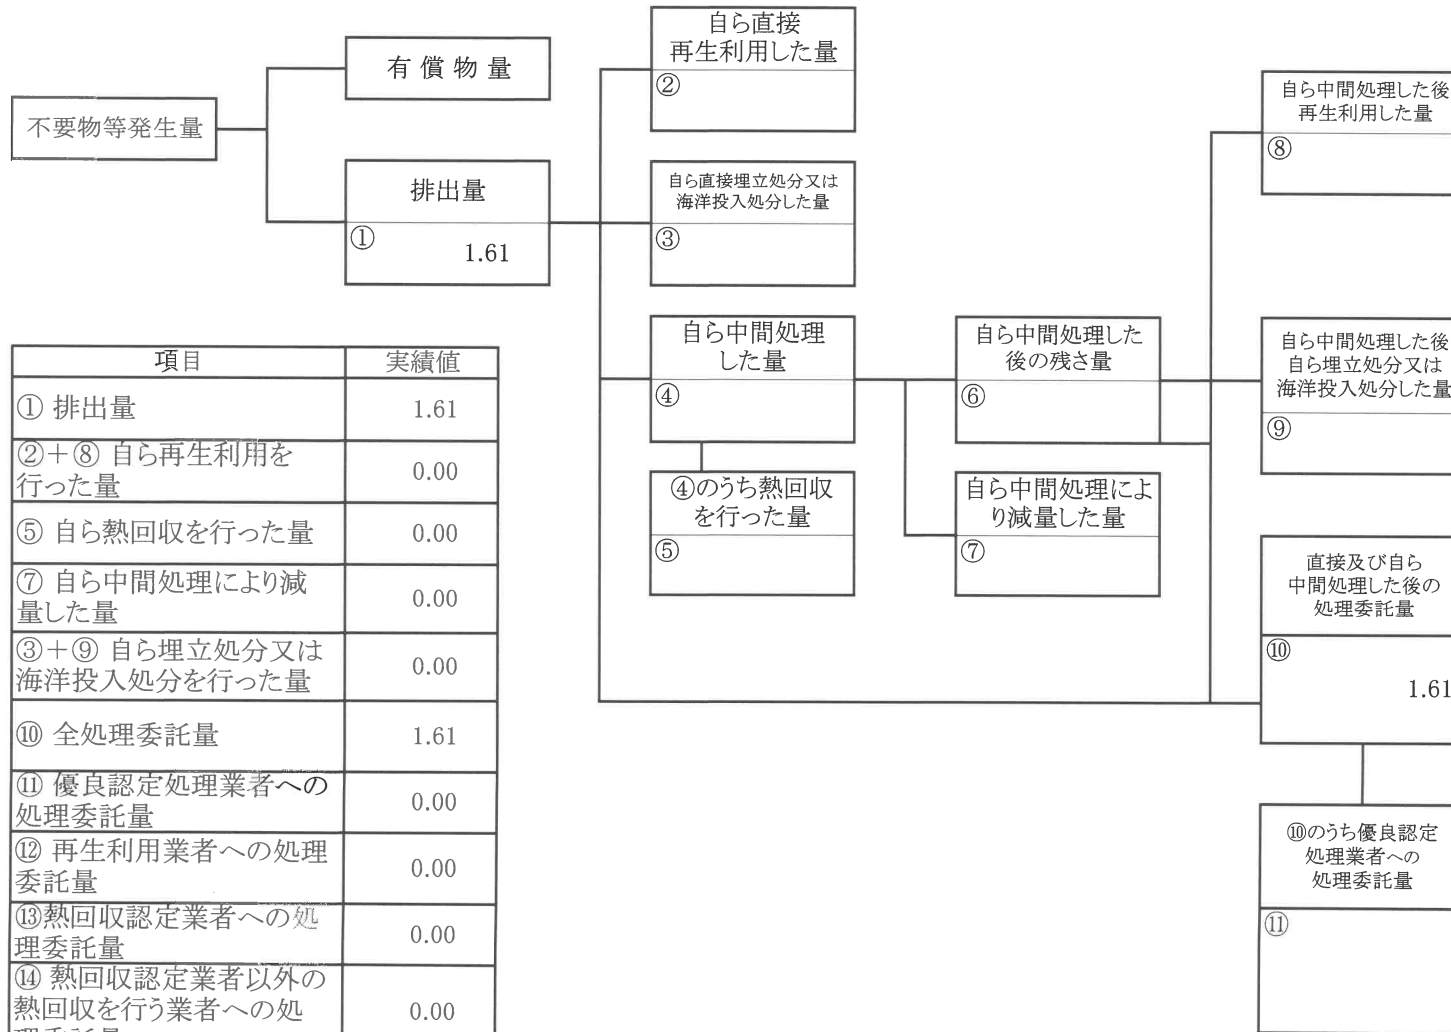 不要物等発生量
有償物量
排出量
①
1.61
自ら直接
再生利用した量
②
自ら直接埋立処分又は
海洋投入処分した量
③
自ら中間処理
した量
④
④のうち熱回収
を行った量
⑤
自ら中間処理した
後の残さ量
⑥
自ら中間処理によ
り減量した量
⑦
自ら中間処理した後
再生利用した量
⑧
自ら中間処理した後
自ら埋立処分又は
海洋投入処分した量
⑨
直接及び自ら
中間処理した後の
処理委託量
⑩
1.61
⑩のうち優良認定
処理業者への
処理委託量
⑪
項目 実績値
① 排出量 1.61
②+⑧ 自ら再生利用を
行った量 0.00
⑤ 自ら熱回収を行った量 0.00
⑦ 自ら中間処理により減
量した量 0.00
③+⑨ 自ら埋立処分又は
海洋投入処分を行った量 0.00
⑩ 全処理委託量 1.61
⑪ 優良認定処理業者への
処理委託量 0.00
⑫ 再生利用業者への処理
委託量 0.00
⑬熱回収認定業者への処
理委託量 0.00
⑭ 熱回収認定業者以外の
熱回収を行う業者への処 0.00